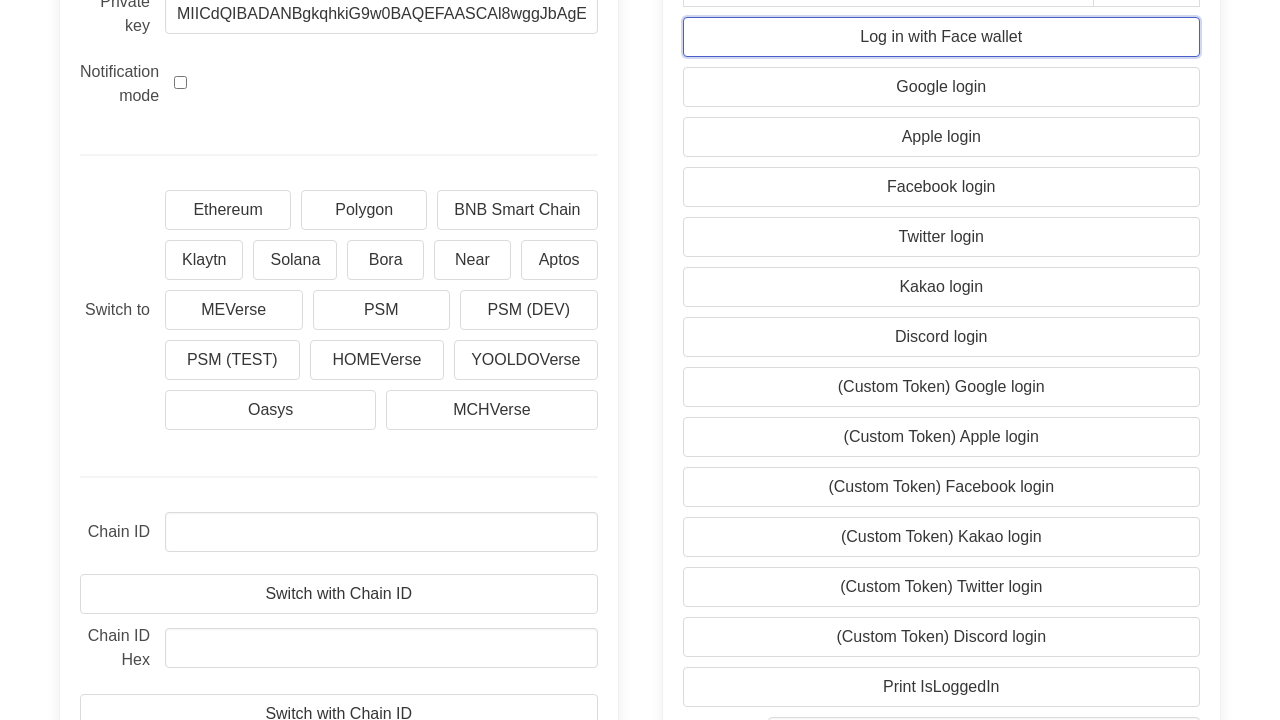 Private
key
MIICdQIBADANBgkqhkiG9w0BAQEFAASCAl8wggJbAgE
Notification
mode
Ethereum
Polygon
BNB Smart Chain
Klaytn
Solana
Bora
Near
Aptos
Switch to
MEVerse
PSM
PSM (DEV)
PSM (TEST)
HOMEVerse
YOOLDOVerse
Oasys
MCHVerse
Chain ID
Switch with Chain ID
Chain ID
Hex
Switch with Chain ID
Log in with Face wallet
Google login
Apple login
Facebook login
Twitter login
Kakao login
Discord login
(Custom Token) Google login
(Custom Token) Apple login
(Custom Token) Facebook login
(Custom Token) Kakao login
(Custom Token) Twitter login
(Custom Token) Discord login
Print IsLoggedIn